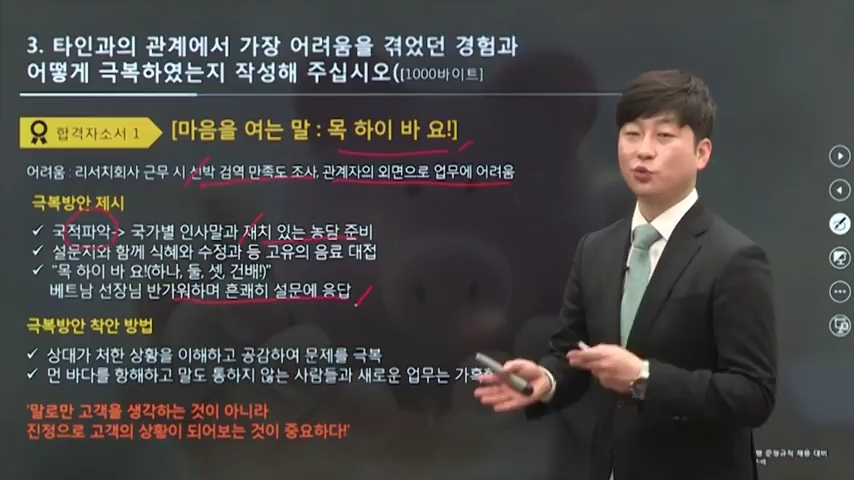 3. 타인과의 관계에서 가장 어려움을 겪었던 경험과
어떻게 극복하였는지 작성해 주십시오([1000바이트]
합격자소서 1
[마음을 여는 말 : 목 하이 바 요!]
어려움 : 리서치회사 근무 시 선박 검역 만족도 조사, 관계자의 외면으로 업무에 어려움
극복방안 제시
✓ 국적파악-> 국가별 인사말과 재치 있는 농담 준비
✓ 설문지와 함께 식혜와 수정과 등 고유의 음료 대접
✓ "목 하이 바 요!(하나, 둘, 셋, 건배!)"
베트남 선장님 반가워하며 흔쾌히 설문에 응답
극복방안 착안 방법
✓ 상대가 처한 상황을 이해하고 공감하여 문제를 극복
✓ 먼 바다를 항해하고 말도 통하지 않는 사람들과 새로운 업무는
'말로만 고객을 생각하는 것이 아니라
진정으로 고객의 상황이 되어보는 것이 중요하다!'
준정규직 채용 대비